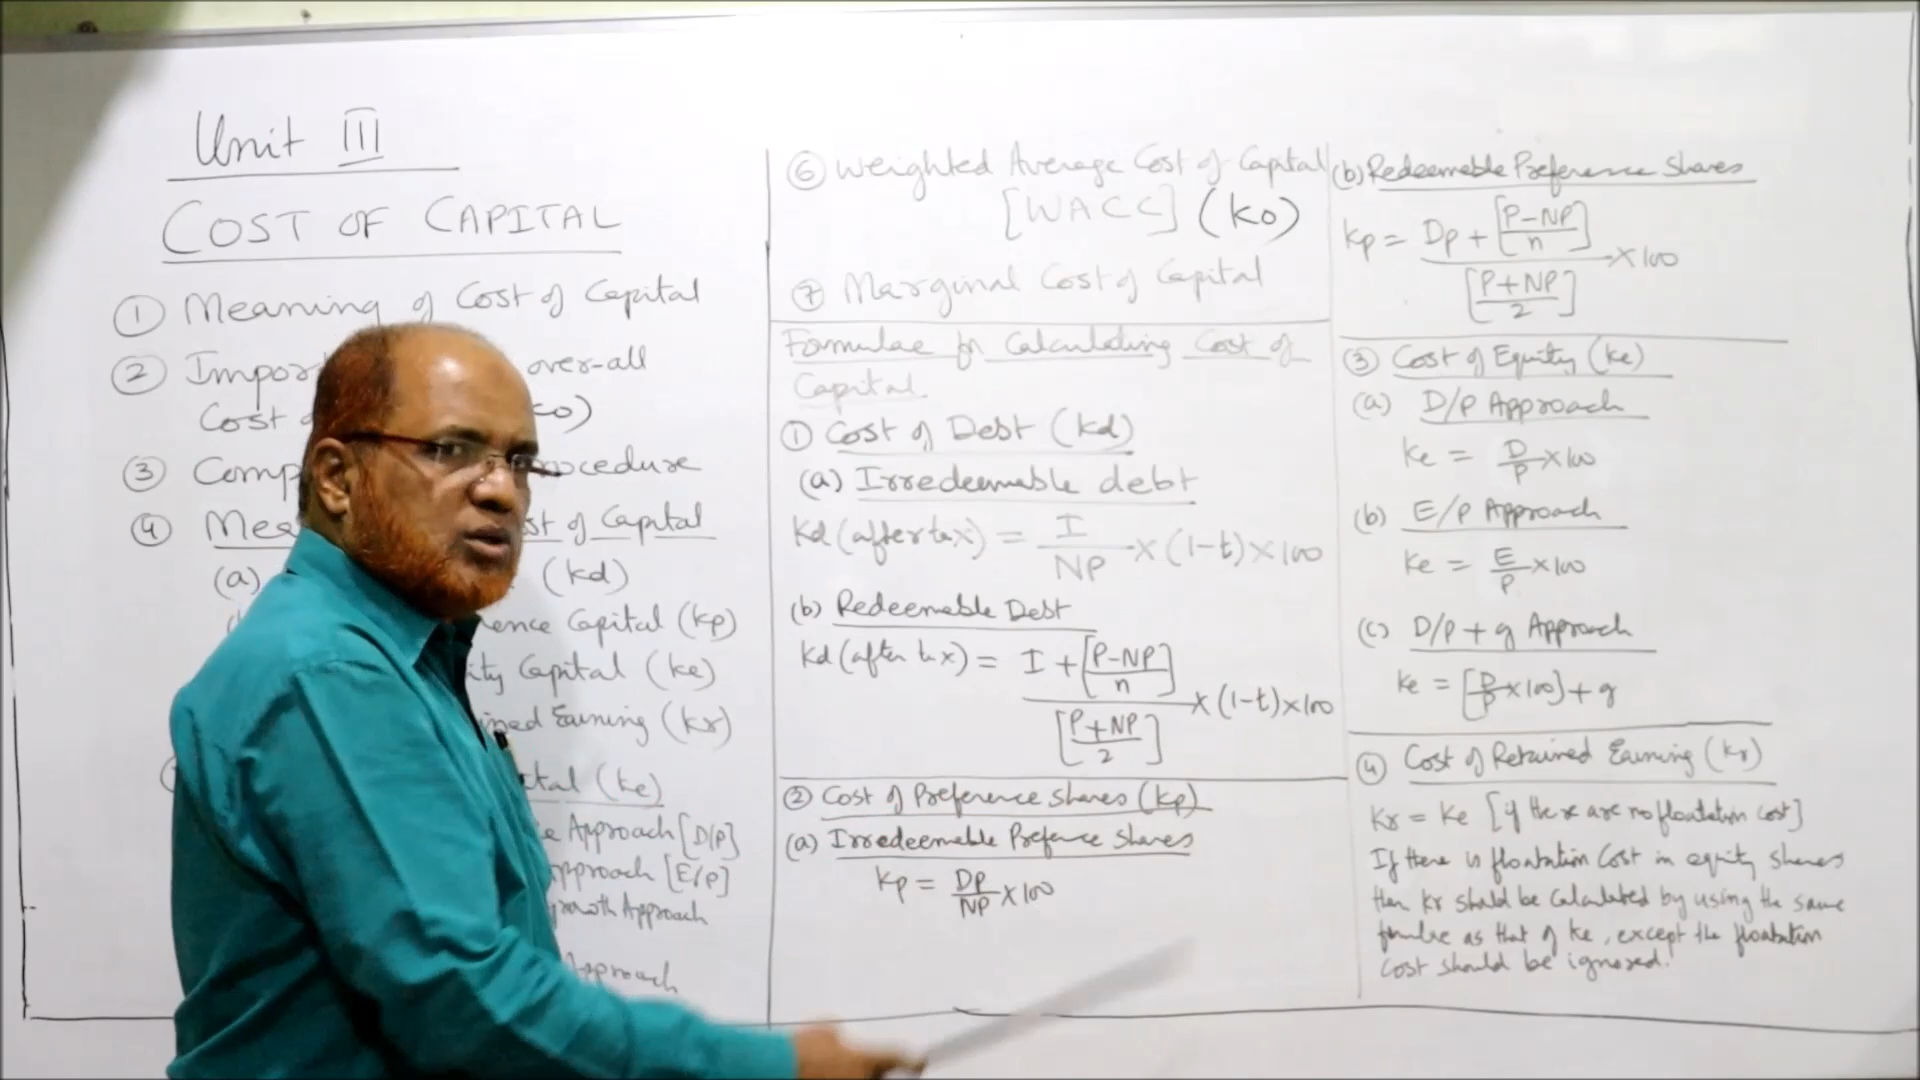 Unit III
COST OF CAPITAL
① Meaning of Cost of Capital
② Impor over-all
Cost o
③ Comp ocedure
④ Mea st of Capital
(a) (Kd)
ence Capital (Kp)
ity Capital (Ke)
ined Earning (Kr)
ital (Ke)
e Approach [D/P]
pproach [E/P]
rowth Approach
Approach
⑥ Weighted Average Cost of Capital
[WACC] (Ko)
⑦ Marginal Cost of Capital
Formulae for Calculating Cost of
Capital.
① Cost of Debt (Kd)
(a) Irredeemable debt
Kd (after tax) = I/NP × (1-t) × 100
(b) Redeemable Debt
Kd (after tax) = I + [P-NP/n] / [P+NP/2] × (1-t) × 100
② Cost of Preference Shares (Kp)
(a) Irredeemable Prefernce Shares
Kp = DP/NP × 100
(b) Redeemable Preference Shares
Kp = Dp + [P-NP/n] / [P+NP/2] × 100
③ Cost of Equity (Ke)
(a) D/P Approach
Ke = D/P × 100
(b) E/P Approach
Ke = E/P × 100
(c) D/P + g Approach
Ke = [D/P × 100] + g
④ Cost of Retained Earning (Kr)
Kr = Ke [if there are no floatation Cost]
If there is floatation Cost in equity shares
then Kr should be Calculated by using the same
as that of Ke, except the floatation
Cost should be ignored.